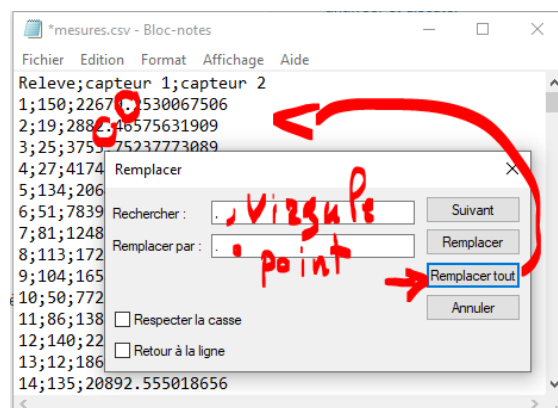 *mesures.csv - Bloc-notes
Fichier Edition Format Affichage Aide
Releve;capteur 1;capteur 2
1;150;22679.2530067506
2;19;2882.46575631909
3;25;3753.75237773089
4;27;4174
5;134;206
6;51;7839
7;81;1248
8;113;172
9;104;165
10;50;772
11;86;138
12;140;22
13;12;186
14;135;20892.555018656
Remplacer
Rechercher : . , virgule
Suivant
Remplacer par : . . point
Remplacer
Remplacer tout
Annuler
Respecter la casse
Retour à la ligne